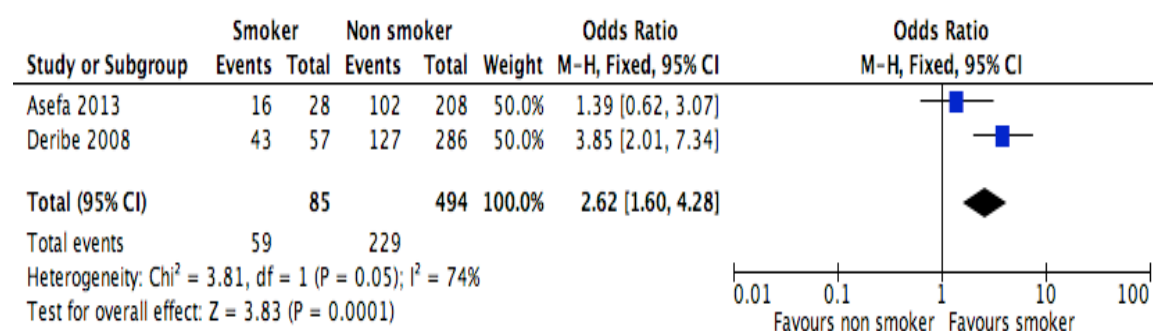 Smoker Non smoker Odds Ratio Odds Ratio
Study or Subgroup Events Total Events Total Weight M-H, Fixed, 95% CI M-H, Fixed, 95% CI
Asefa 2013 16 28 102 208 50.0% 1.39 [0.62, 3.07]
Deribe 2008 43 57 127 286 50.0% 3.85 [2.01, 7.34]
Total (95% CI) 85 494 100.0% 2.62 [1.60, 4.28]
Total events 59 229
Heterogeneity: Chi² = 3.81, df = 1 (P = 0.05); I² = 74%
Test for overall effect: Z = 3.83 (P = 0.0001)
0.01 0.1 1 10 100
Favours non smoker Favours smoker